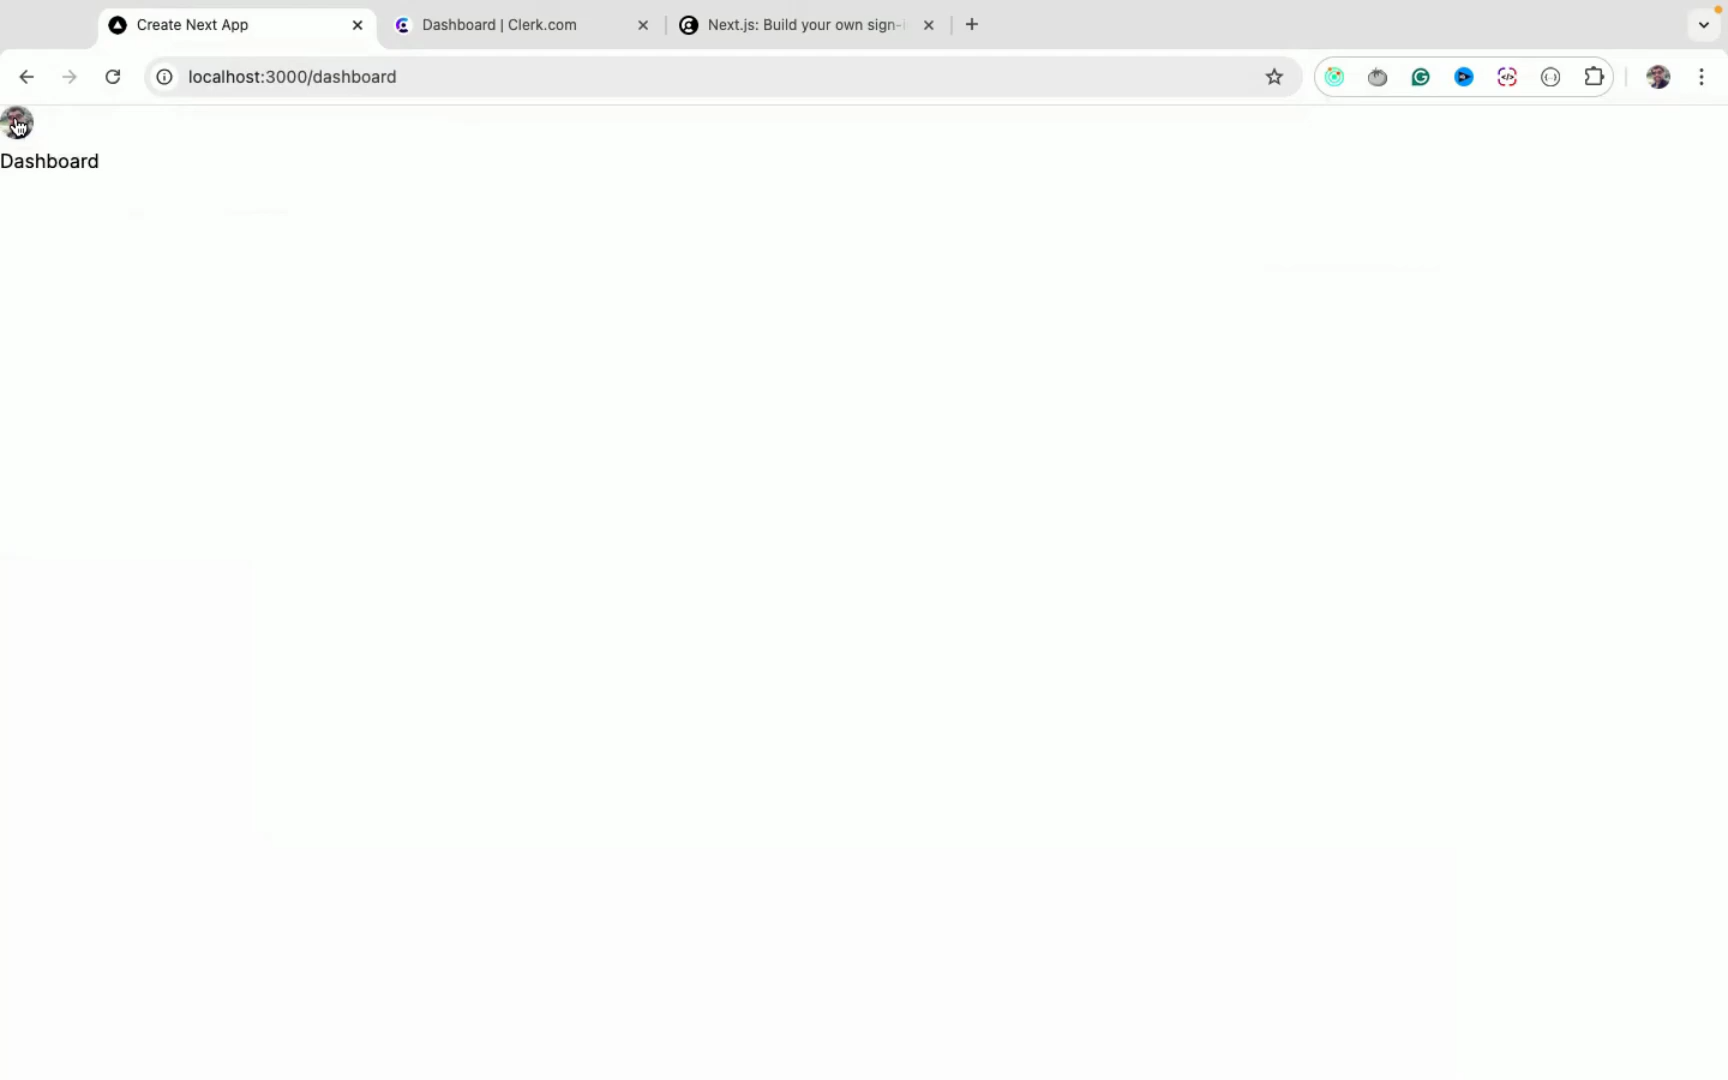 Create Next App
Dashboard | Clerk.com
Next.js: Build your own sign-
localhost:3000/dashboard
Dashboard